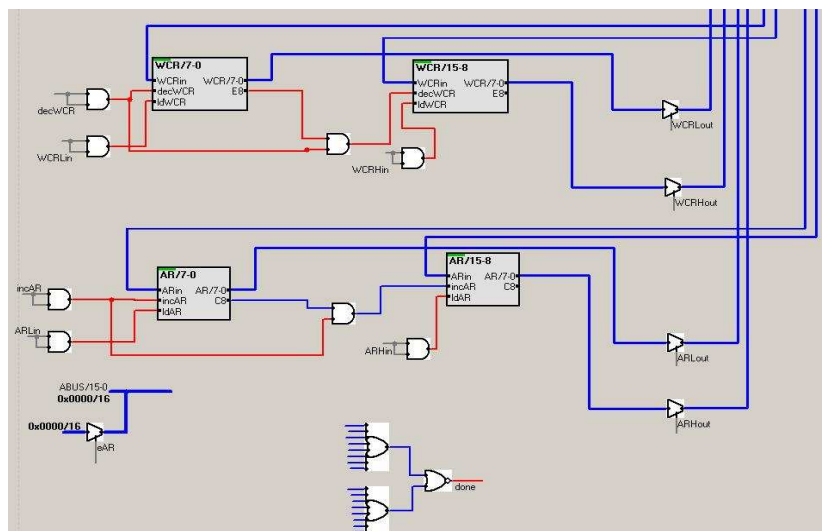 WCR/7-0
WCRin WCR/7-0
decWCR E8
ldWCR
decWCR
WCRLin
WCR/15-8
WCRin WCR/7-0
decWCR E8
ldWCR
WCRHin
WCRLout
WCRHout
AR/7-0
ARin AR/7-0
incAR C8
ldAR
incAR
ARLin
AR/15-8
ARin AR/7-0
incAR C8
ldAR
ARHin
ARLout
ARHout
ABUS/15-0
0x0000/16
0x0000/16
eAR
done